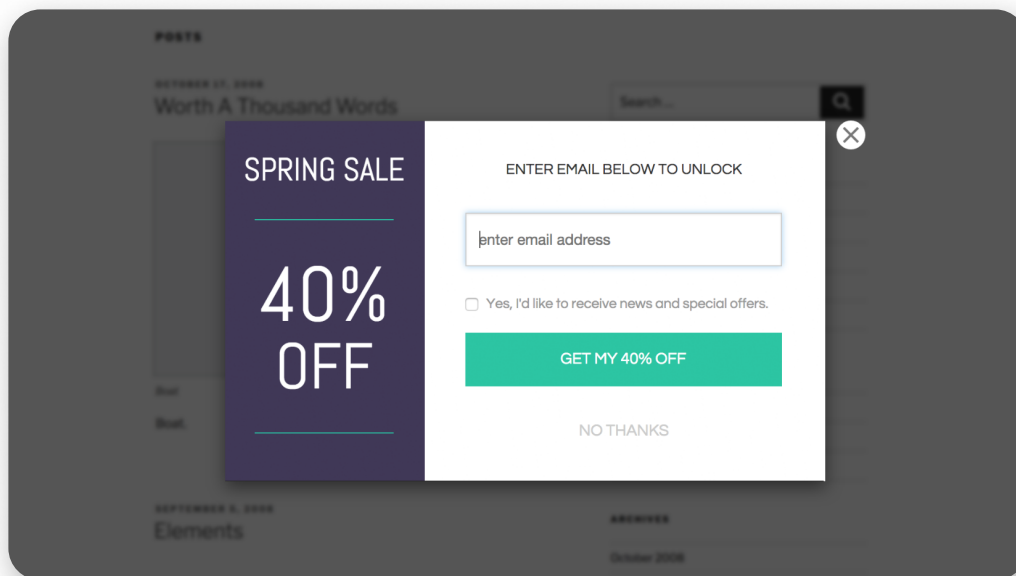 POSTS
OCTOBER 17, 2008
Worth A Thousand Words
Search ...
SPRING SALE
40%
OFF
ENTER EMAIL BELOW TO UNLOCK
enter email address
Yes, I'd like to receive news and special offers.
GET MY 40% OFF
NO THANKS
Boat
Boat.
SEPTEMBER 5, 2008
Elements
ARCHIVES
October 2008